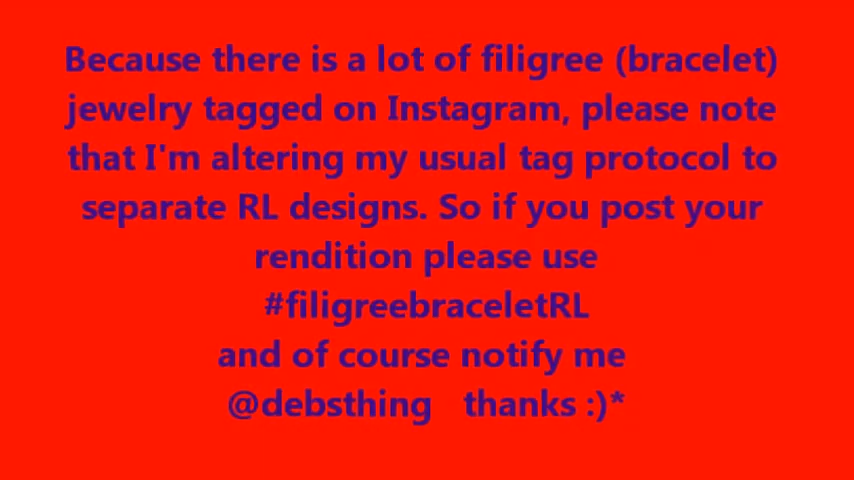 Because there is a lot of filigree (bracelet)
jewelry tagged on Instagram, please note
that I'm altering my usual tag protocol to
separate RL designs. So if you post your
rendition please use
#filigreebraceletRL
and of course notify me
@debsthing   thanks :)*